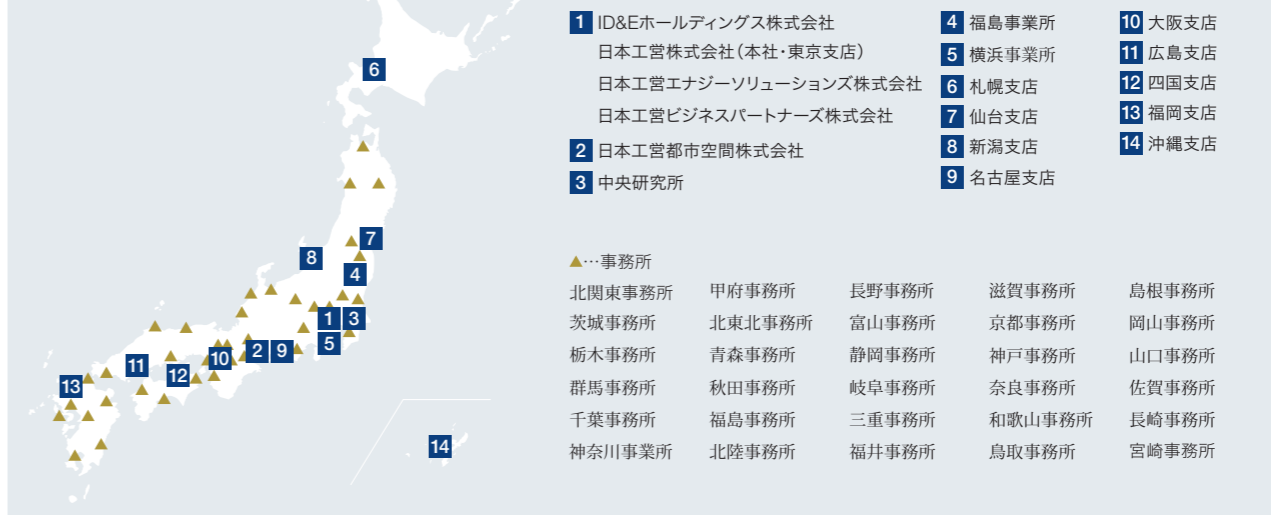 1 ID&Eホールディングス株式会社
日本工営株式会社（本社・東京支店）
日本工営エナジーソリューションズ株式会社
日本工営ビジネスパートナーズ株式会社
2 日本工営都市空間株式会社
3 中央研究所
4 福島事業所
5 横浜事業所
6 札幌支店
7 仙台支店
8 新潟支店
9 名古屋支店
10 大阪支店
11 広島支店
12 四国支店
13 福岡支店
14 沖縄支店
6
7
8
4
1 3
5
2 9
10
11
12
13
14
▲…事務所
北関東事務所 甲府事務所 長野事務所 滋賀事務所 島根事務所
茨城事務所 北東北事務所 富山事務所 京都事務所 岡山事務所
栃木事務所 青森事務所 静岡事務所 神戸事務所 山口事務所
群馬事務所 秋田事務所 岐阜事務所 奈良事務所 佐賀事務所
千葉事務所 福島事務所 三重事務所 和歌山事務所 長崎事務所
神奈川事業所 北陸事務所 福井事務所 鳥取事務所 宮崎事務所